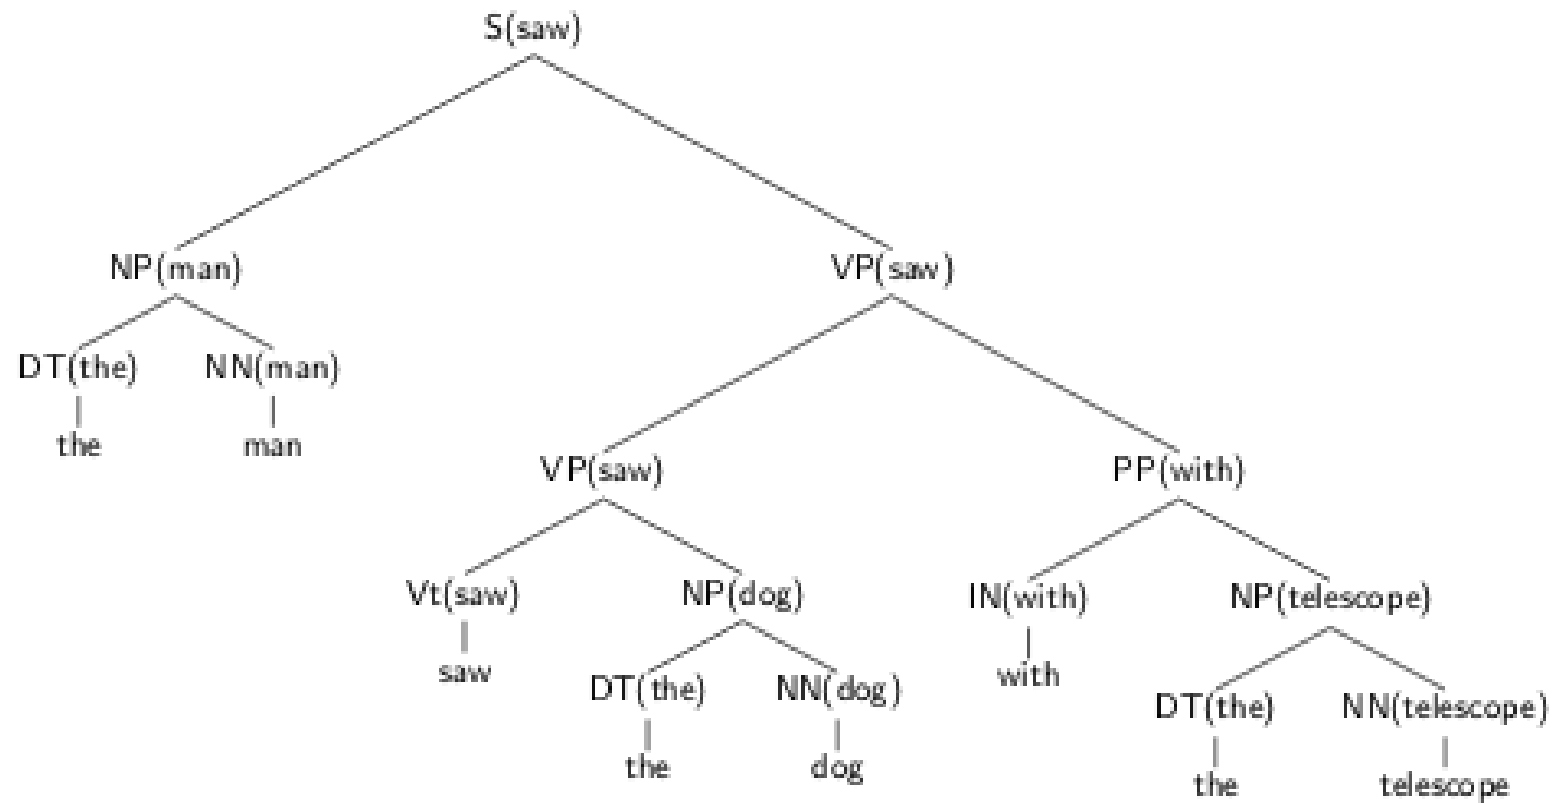 S(saw)
NP(man) VP(saw)
DT(the) NN(man)
the man
VP(saw) PP(with)
Vt(saw) NP(dog) IN(with) NP(telescope)
saw with
DT(the) NN(dog) DT(the) NN(telescope)
the dog the telescope